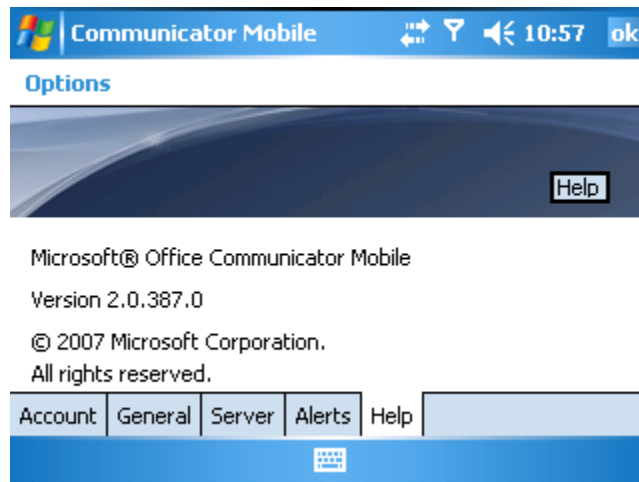 Communicator Mobile 10:57 ok
Options
Help
Microsoft® Office Communicator Mobile
Version 2.0.387.0
© 2007 Microsoft Corporation.
All rights reserved.
Account General Server Alerts Help